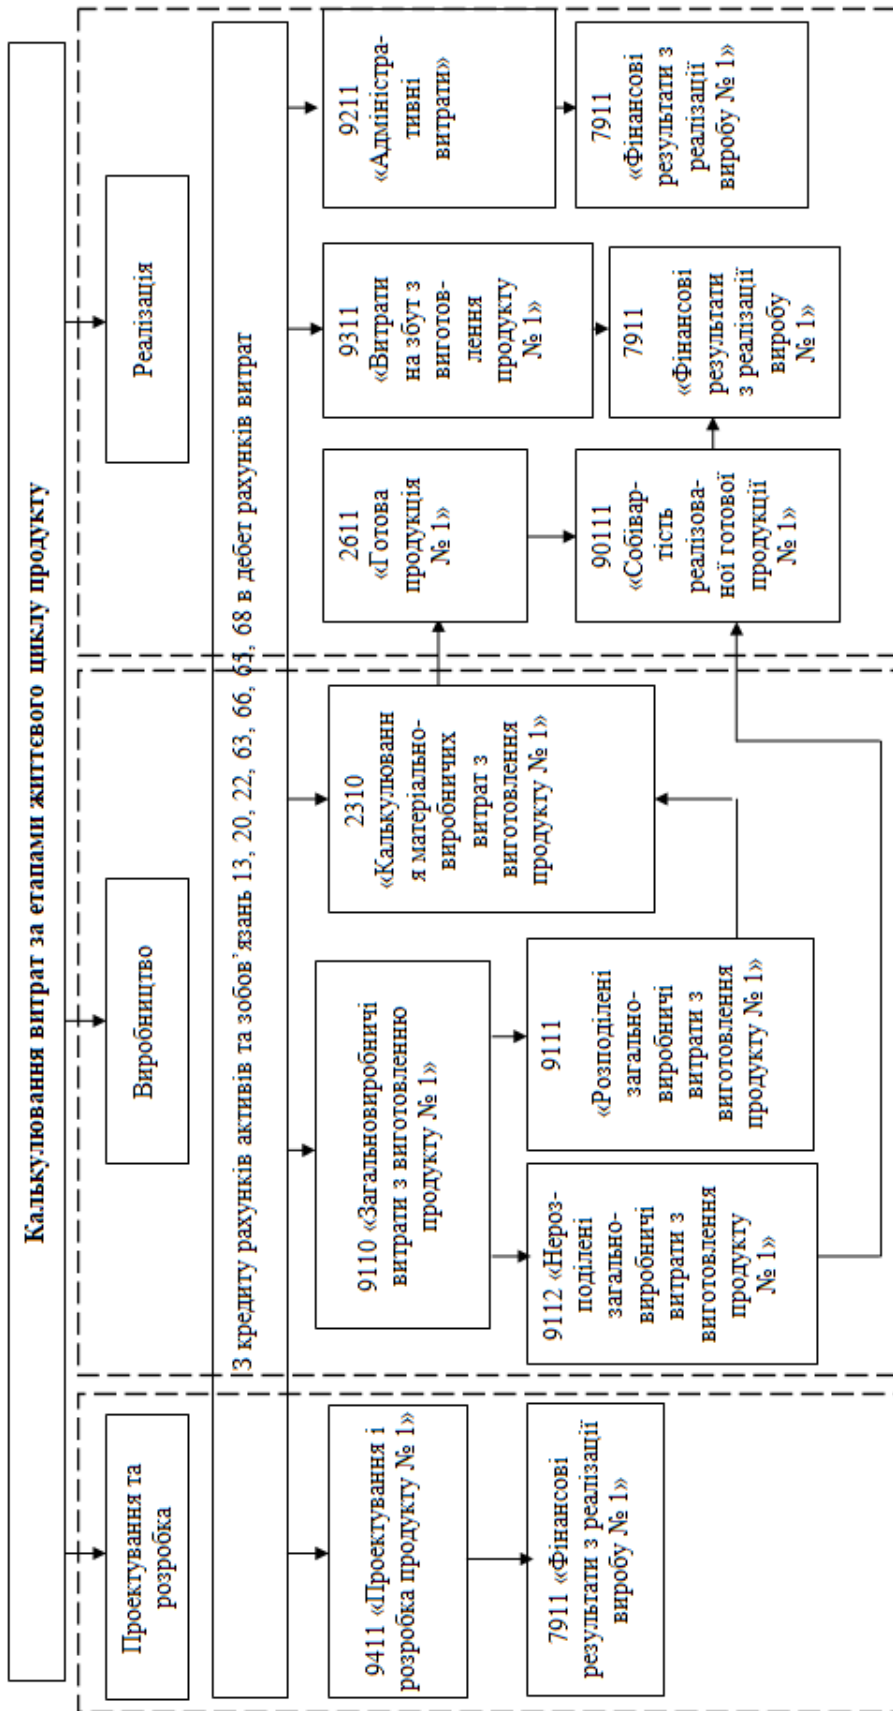 Калькулювання витрат за етапами життєвого циклу продукту
Проектування та
розробка
Виробництво
Реалізація
З кредиту рахунків активів та зобов’язань 13, 20, 22, 63, 66, 65, 68 в дебет рахунків витрат
9411 «Проектування і
розробка продукту № 1»
7911 «Фінансові
результати з реалізації
виробу № 1»
9110 «Загальновиробничі
витрати з виготовленню
продукту № 1»
9112 «Нероз-
поділені
загально-
виробничі
витрати з
виготовлення
продукту
№ 1»
9111
«Розподілені
загально-
виробничі
витрати з
виготовлення
продукту № 1»
2310
«Калькулюванн
я матеріально-
виробничих
витрат з
виготовлення
продукту № 1»
2611
«Готова
продукція
№ 1»
90111
«Собівар-
тість
реалізова-
ної готової
продукції
№ 1»
9311
«Витрати
на збут з
виготов-
лення
продукту
№ 1»
7911
«Фінансові
результати
з реалізації
виробу
№ 1»
9211
«Адміністра-
тивні
витрати»
7911
«Фінансові
результати з
реалізації
виробу № 1»